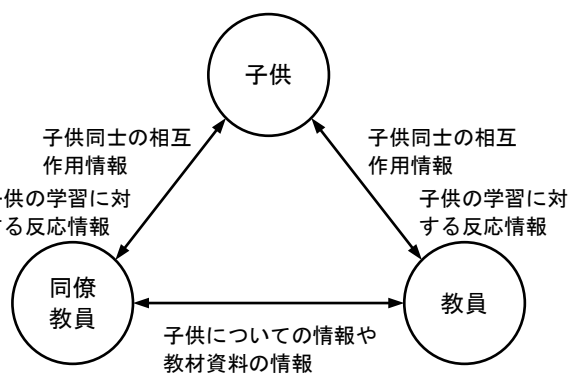 子供
子供同士の相互
作用情報
子供同士の相互
作用情報
供の学習に対
る反応情報
子供の学習に対
する反応情報
同僚
教員
教員
子供についての情報や
教材資料の情報